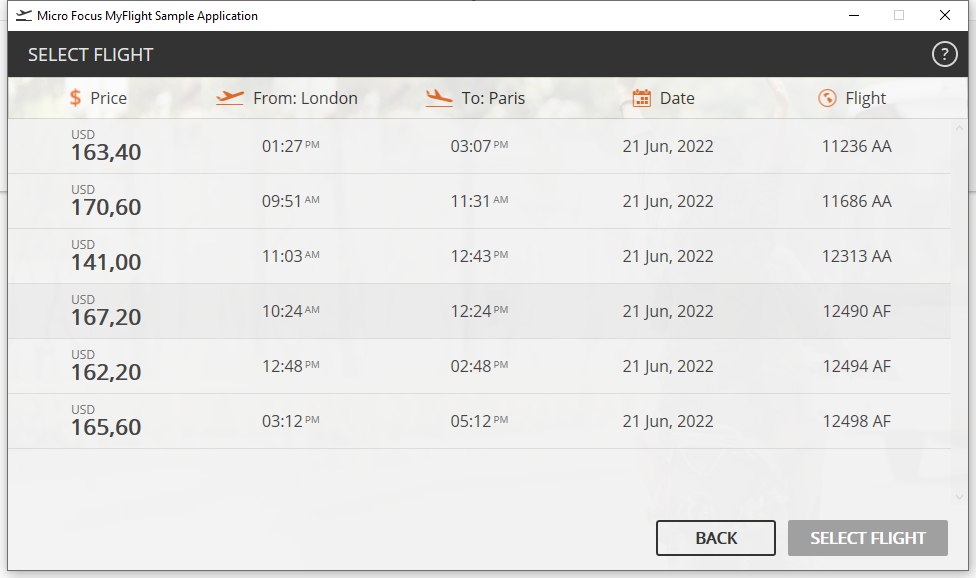 Micro Focus MyFlight Sample Application
SELECT FLIGHT ?
$ Price From: London To: Paris Date Flight
USD
163,40 01:27 PM 03:07 PM 21 Jun, 2022 11236 AA
USD
170,60 09:51 AM 11:31 AM 21 Jun, 2022 11686 AA
USD
141,00 11:03 AM 12:43 PM 21 Jun, 2022 12313 AA
USD
167,20 10:24 AM 12:24 PM 21 Jun, 2022 12490 AF
USD
162,20 12:48 PM 02:48 PM 21 Jun, 2022 12494 AF
USD
165,60 03:12 PM 05:12 PM 21 Jun, 2022 12498 AF
BACK SELECT FLIGHT